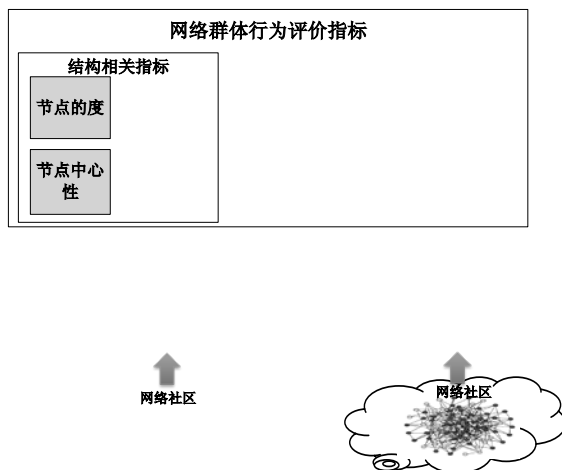 网络群体行为评价指标
结构相关指标
节点的度
节点中心
性
网络社区
网络社区